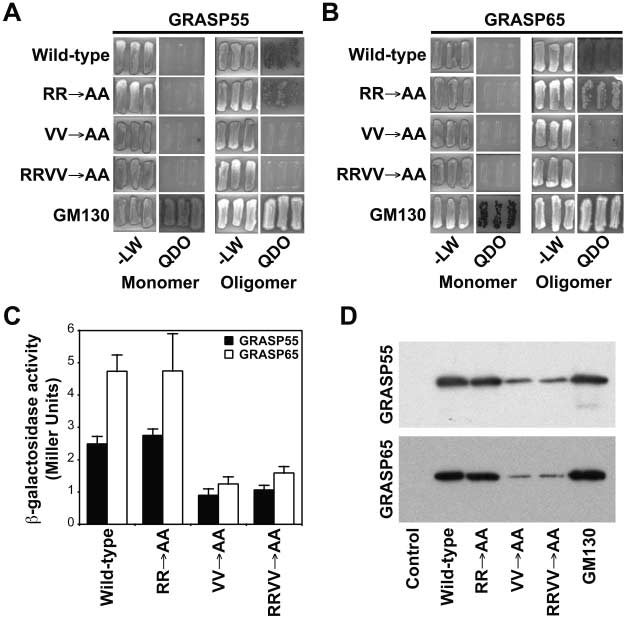 A
GRASP55
Wild-type
RR→AA
VV→AA
RRVV→AA
GM130
-LW
QDO
-LW
QDO
Monomer
Oligomer
B
GRASP65
Wild-type
RR→AA
VV→AA
RRVV→AA
GM130
-LW
QDO
-LW
QDO
Monomer
Oligomer
C
β-galactosidase activity
(Miller Units)
6
5
4
3
2
1
0
GRASP55
GRASP65
Wild-type
RR→AA
VV→AA
RRVV→AA
D
GRASP55
GRASP65
Control
Wild-type
RR→AA
VV→AA
RRVV→AA
GM130